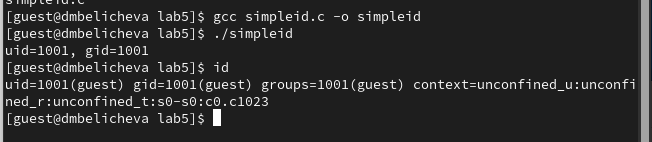 simpleid.c
[guest@dmbelicheva lab5]$ gcc simpleid.c -o simpleid
[guest@dmbelicheva lab5]$ ./simpleid
uid=1001, gid=1001
[guest@dmbelicheva lab5]$ id
uid=1001(guest) gid=1001(guest) groups=1001(guest) context=unconfined_u:unconfi
ned_r:unconfined_t:s0-s0:c0.c1023
[guest@dmbelicheva lab5]$